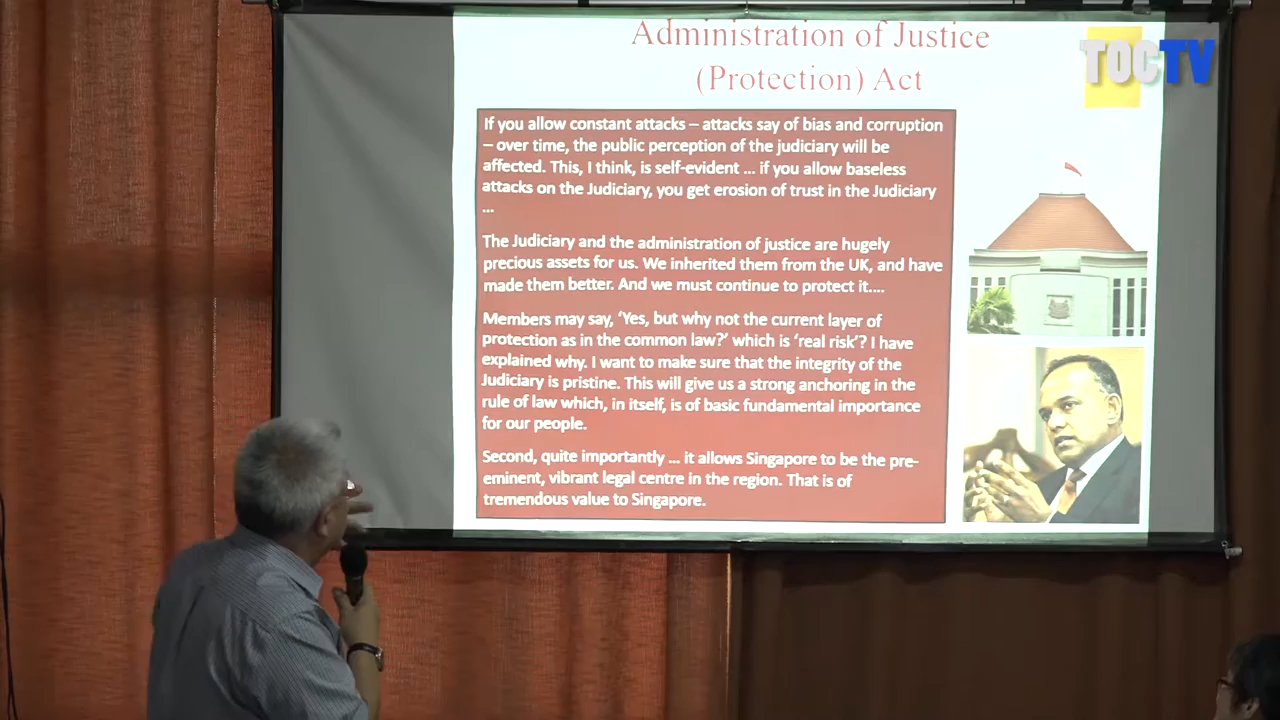 Administration of Justice
(Protection) Act
TOCTV
If you allow constant attacks – attacks say of bias and corruption
– over time, the public perception of the judiciary will be
affected. This, I think, is self-evident ... if you allow baseless
attacks on the Judiciary, you get erosion of trust in the Judiciary
...
The Judiciary and the administration of justice are hugely
precious assets for us. We inherited them from the UK, and have
made them better. And we must continue to protect it....
Members may say, ‘Yes, but why not the current layer of
protection as in the common law?’ which is ‘real risk’? I have
explained why. I want to make sure that the integrity of the
Judiciary is pristine. This will give us a strong anchoring in the
rule of law which, in itself, is of basic fundamental importance
for our people.
Second, quite importantly ... it allows Singapore to be the pre-
eminent, vibrant legal centre in the region. That is of
tremendous value to Singapore.